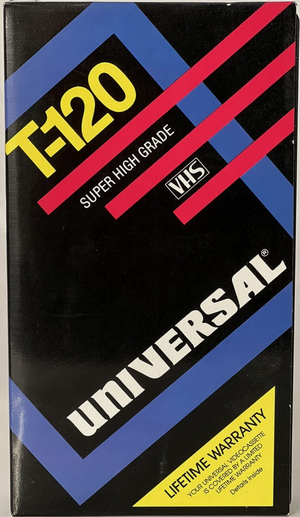 T-120
SUPER HIGH GRADE
VHS
UNIVERSAL®
LIFETIME WARRANTY
YOUR UNIVERSAL VIDEOCASSETTE
IS COVERED BY A LIMITED
LIFETIME WARRANTY
Details Inside